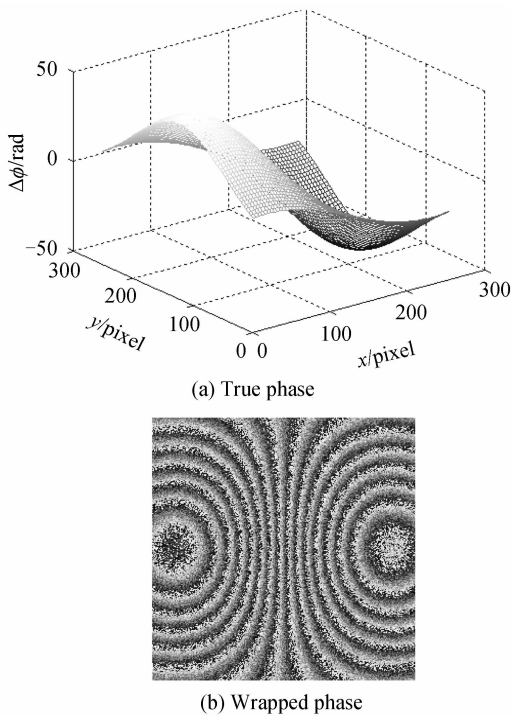 50
0
−50
Δϕ/rad
300
200
100
0
y/pixel
0
100
200
300
x/pixel
(a) True phase
(b) Wrapped phase